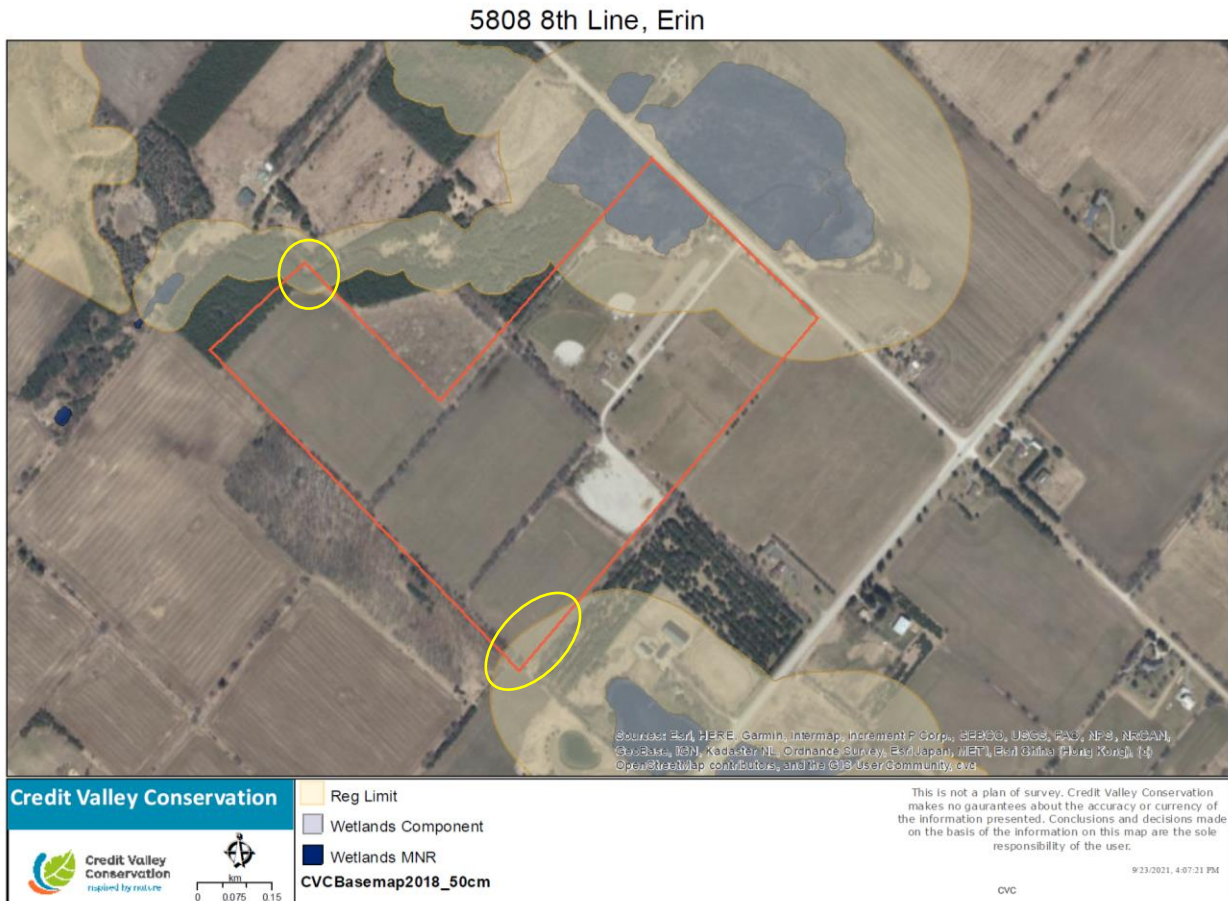 5808 8th Line, Erin
Sources: Esri, HERE, Garmin, Intermap, increment P Corp., GEBCO, USGS, FAO, NPS, NRCAN,
GeoBase, IGN, Kadaster NL, Ordnance Survey, Esri Japan, METI, Esri China (Hong Kong), (c)
OpenStreetMap contributors, and the GIS User Community, cvc
Credit Valley Conservation
Credit Valley
Conservation
inspired by nature
km
0 0.075 0.15
Reg Limit
Wetlands Component
Wetlands MNR
CVCBasemap2018_50cm
This is not a plan of survey. Credit Valley Conservation
makes no gaurantees about the accuracy or currency of
the information presented. Conclusions and decisions made
on the basis of the information on this map are the sole
responsibility of the user.
9/23/2021, 4:07:21 PM
CVC